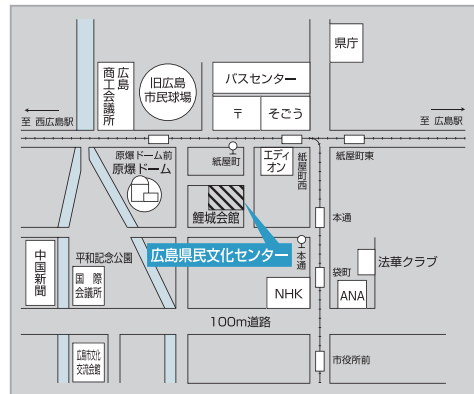 県庁
広島
商工会議所
旧広島
市民球場
バスセンター
〒
そごう
至 西広島駅
至 広島駅
原爆ドーム前
原爆ドーム
紙屋町
エディ
オン
紙屋町西
紙屋町東
鯉城会館
本通
広島県民文化センター
本通
中国新聞
平和記念公園
国際
会議所
NHK
袋町
ANA
法華クラブ
100m道路
広島市文化
交流会館
市役所前